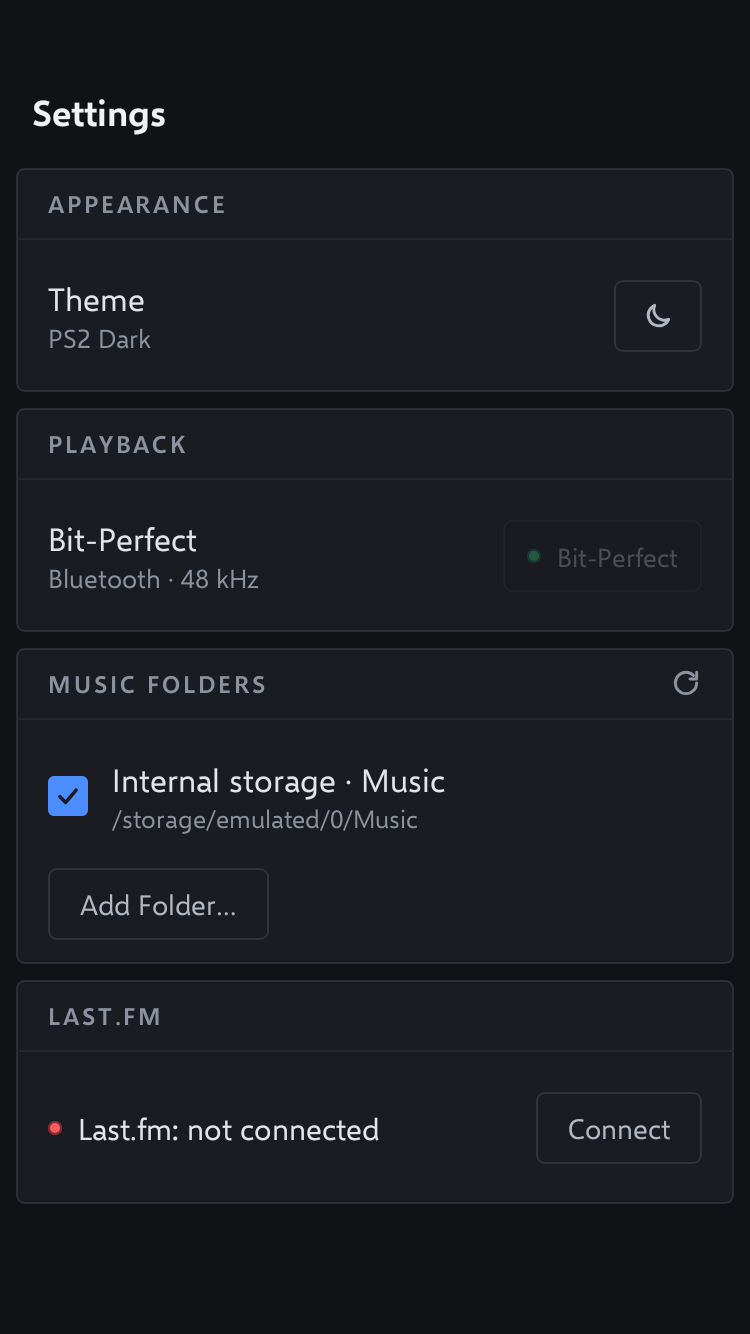 Settings
APPEARANCE
Theme
PS2 Dark
PLAYBACK
Bit-Perfect
Bluetooth · 48 kHz
Bit-Perfect
MUSIC FOLDERS
Internal storage · Music
/storage/emulated/0/Music
Add Folder...
LAST.FM
Last.fm: not connected
Connect